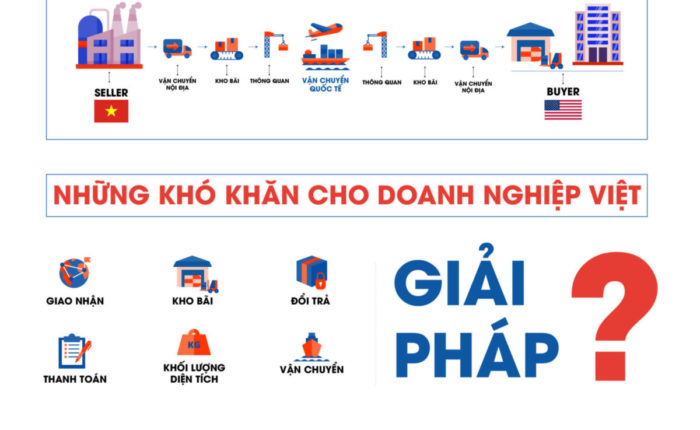 SELLER
VẬN CHUYỂN
NỘI ĐỊA
KHO BÃI
THÔNG QUAN
VẬN CHUYỂN
QUỐC TẾ
THÔNG QUAN
KHO BÃI
VẬN CHUYỂN
NỘI ĐỊA
BUYER
NHỮNG KHÓ KHĂN CHO DOANH NGHIỆP VIỆT
GIAO NHẬN
KHO BÃI
ĐỔI TRẢ
THANH TOÁN
KG
KHỐI LƯỢNG
DIỆN TÍCH
VẬN CHUYỂN
GIẢI
PHÁP
?